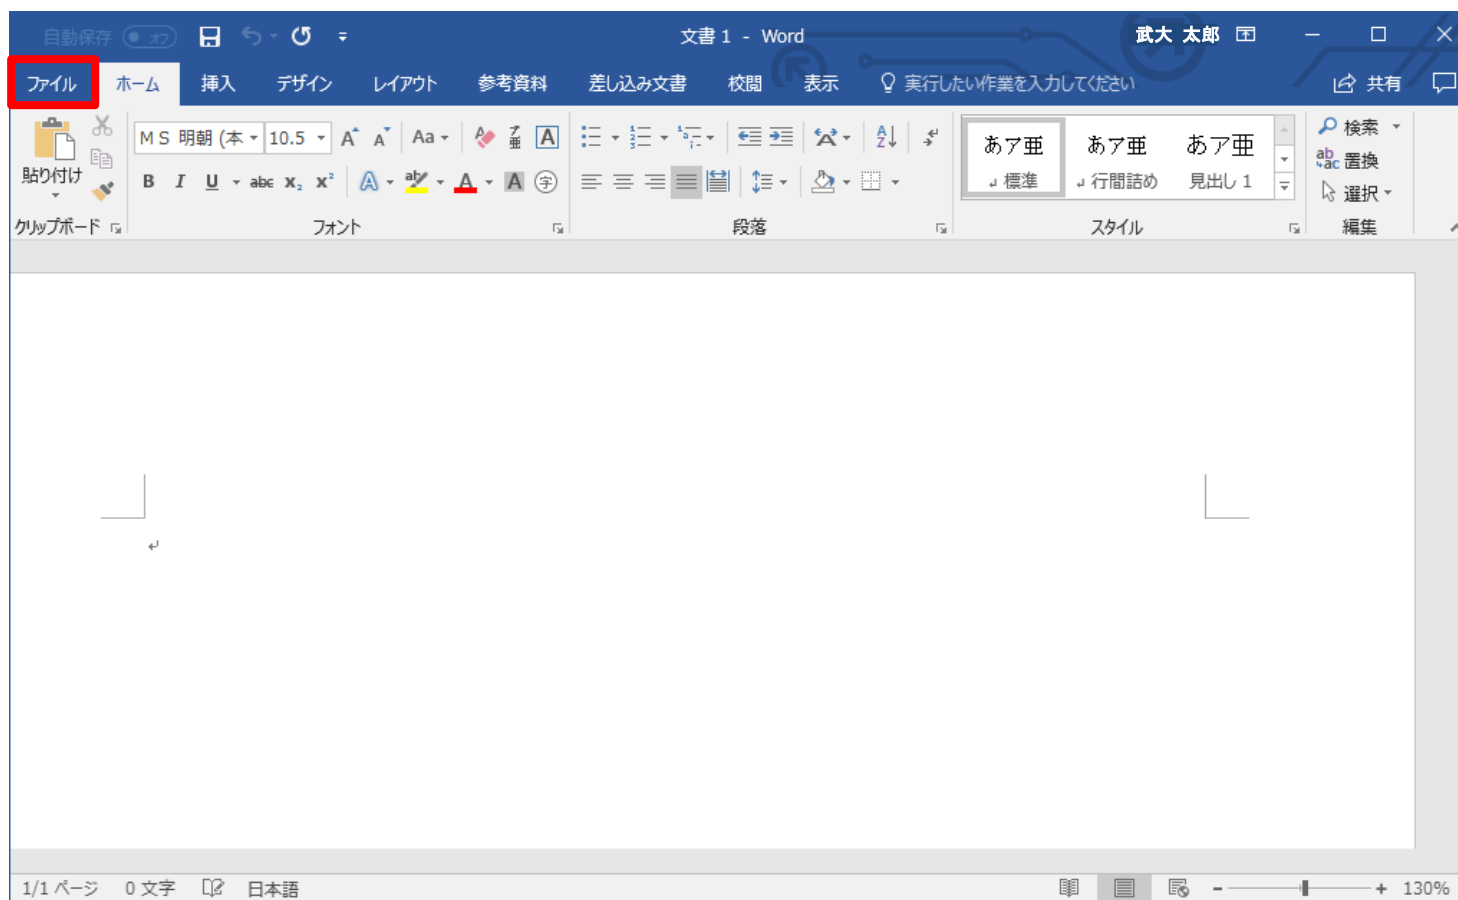 自動保存 オフ 文書 1 - Word 武大 太郎
ファイル ホーム 挿入 デザイン レイアウト 参考資料 差し込み文書 校閲 表示 実行したい作業を入力してください 共有
貼り付け
クリップボード
ＭＳ 明朝 (本 10.5 A A Aa ア亜 A
B I U abc x₂ x² A aby A A 字
フォント
A Z
段落
あア亜 あア亜 あア亜
↲ 標準 ↲ 行間詰め 見出し 1
スタイル
検索
abac 置換
選択
編集
1/1 ページ 0 文字 日本語 130%